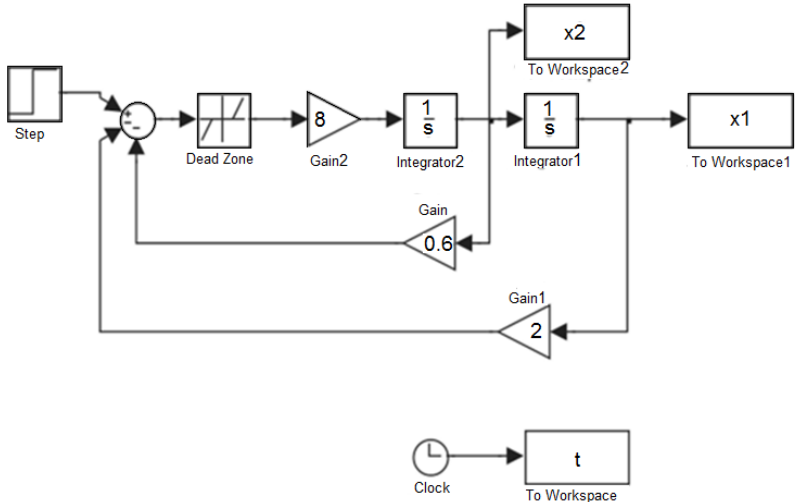 x2
To Workspace2
Step
+
-
-
Dead Zone
8
Gain2
1
s
Integrator2
1
s
Integrator1
x1
To Workspace1
Gain
0.6
Gain1
2
Clock
t
To Workspace